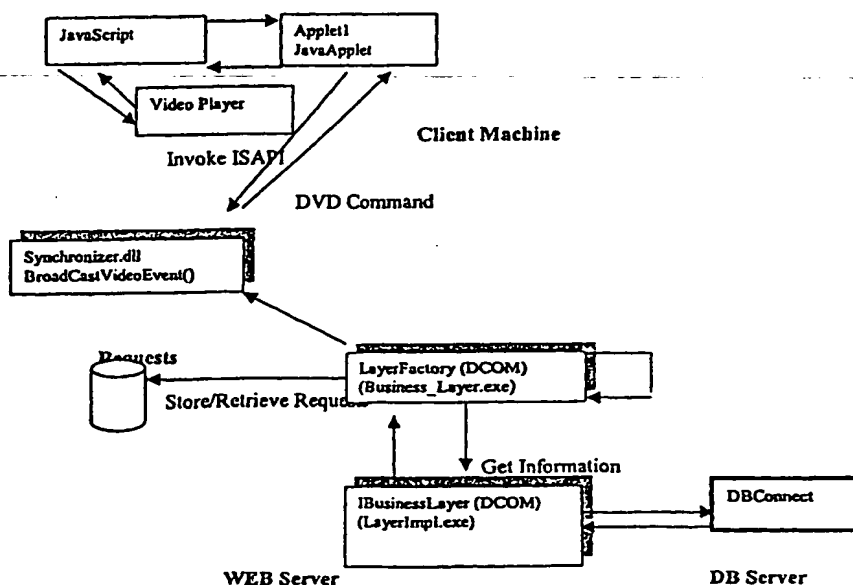 JavaScript
Applet1
JavaApplet
Video Player
Client Machine
Invoke ISAPI
DVD Command
Synchronizer.dll
BroadCastVideoEvent()
Requests
LayerFactory (DCOM)
(Business_Layer.exe)
Store/Retrieve Requests
Get Information
IBusinessLayer (DCOM)
(LayerImpl.exe)
DBConnect
WEB Server
DB Server